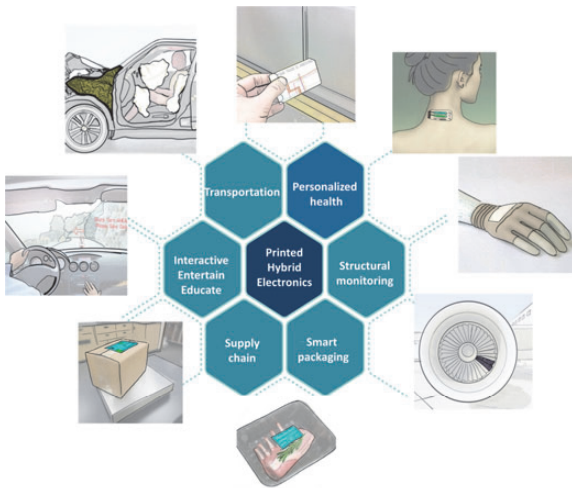 Transportation
Personalized
health
Interactive
Entertain
Educate
Printed
Hybrid
Electronics
Structural
monitoring
Supply
chain
Smart
packaging